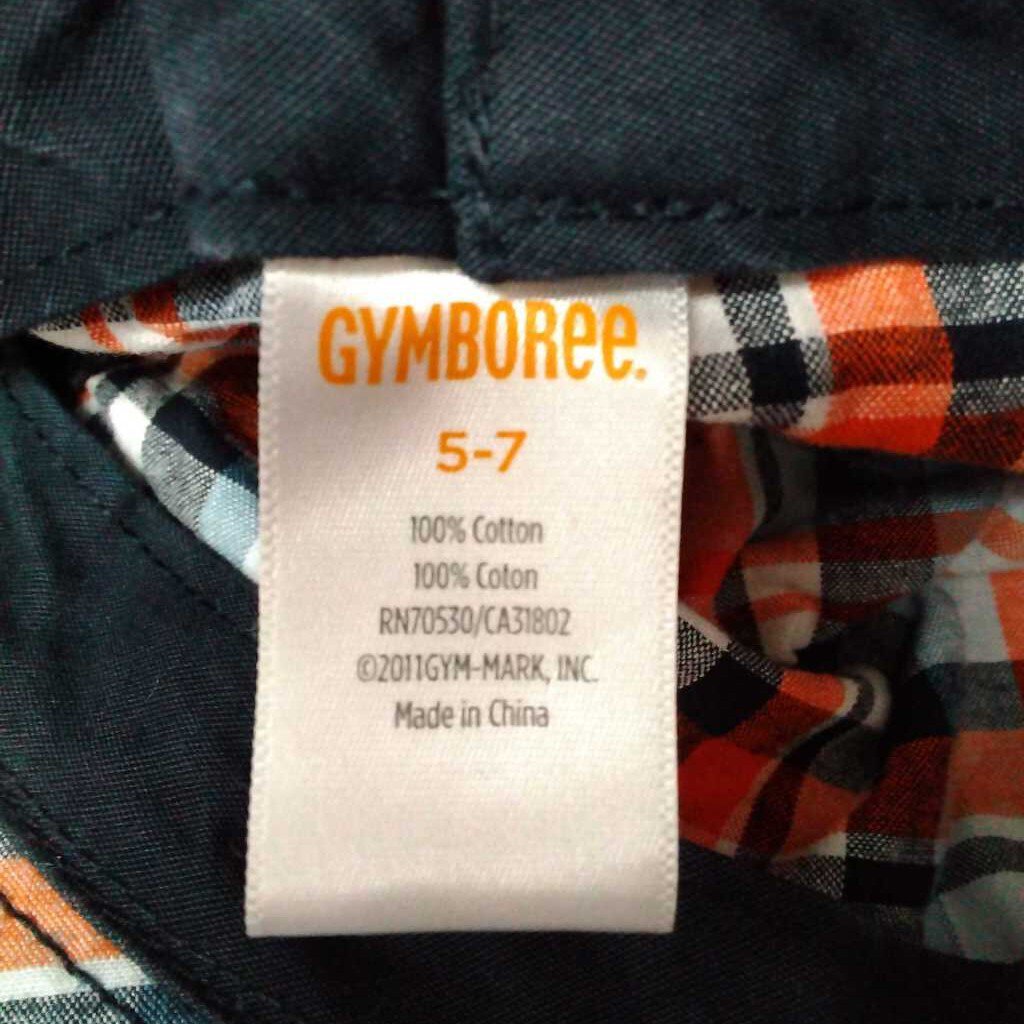 GYMBORee.
5-7
100% Cotton
100% Coton
RN70530/CA31802
©2011GYM-MARK, INC.
Made in China